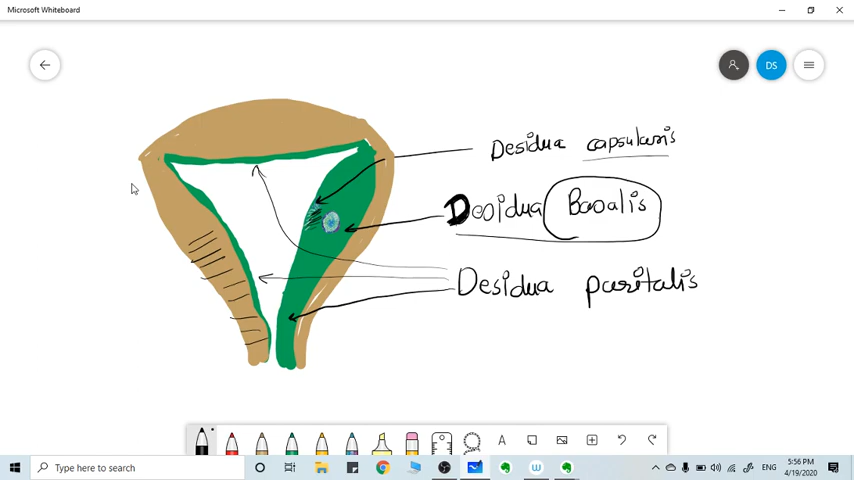 Microsoft Whiteboard
DS
Desidua capsularis
Desidua Basalis
Desidua paritalis
A
Type here to search
W
ENG
5:56 PM
4/19/2020